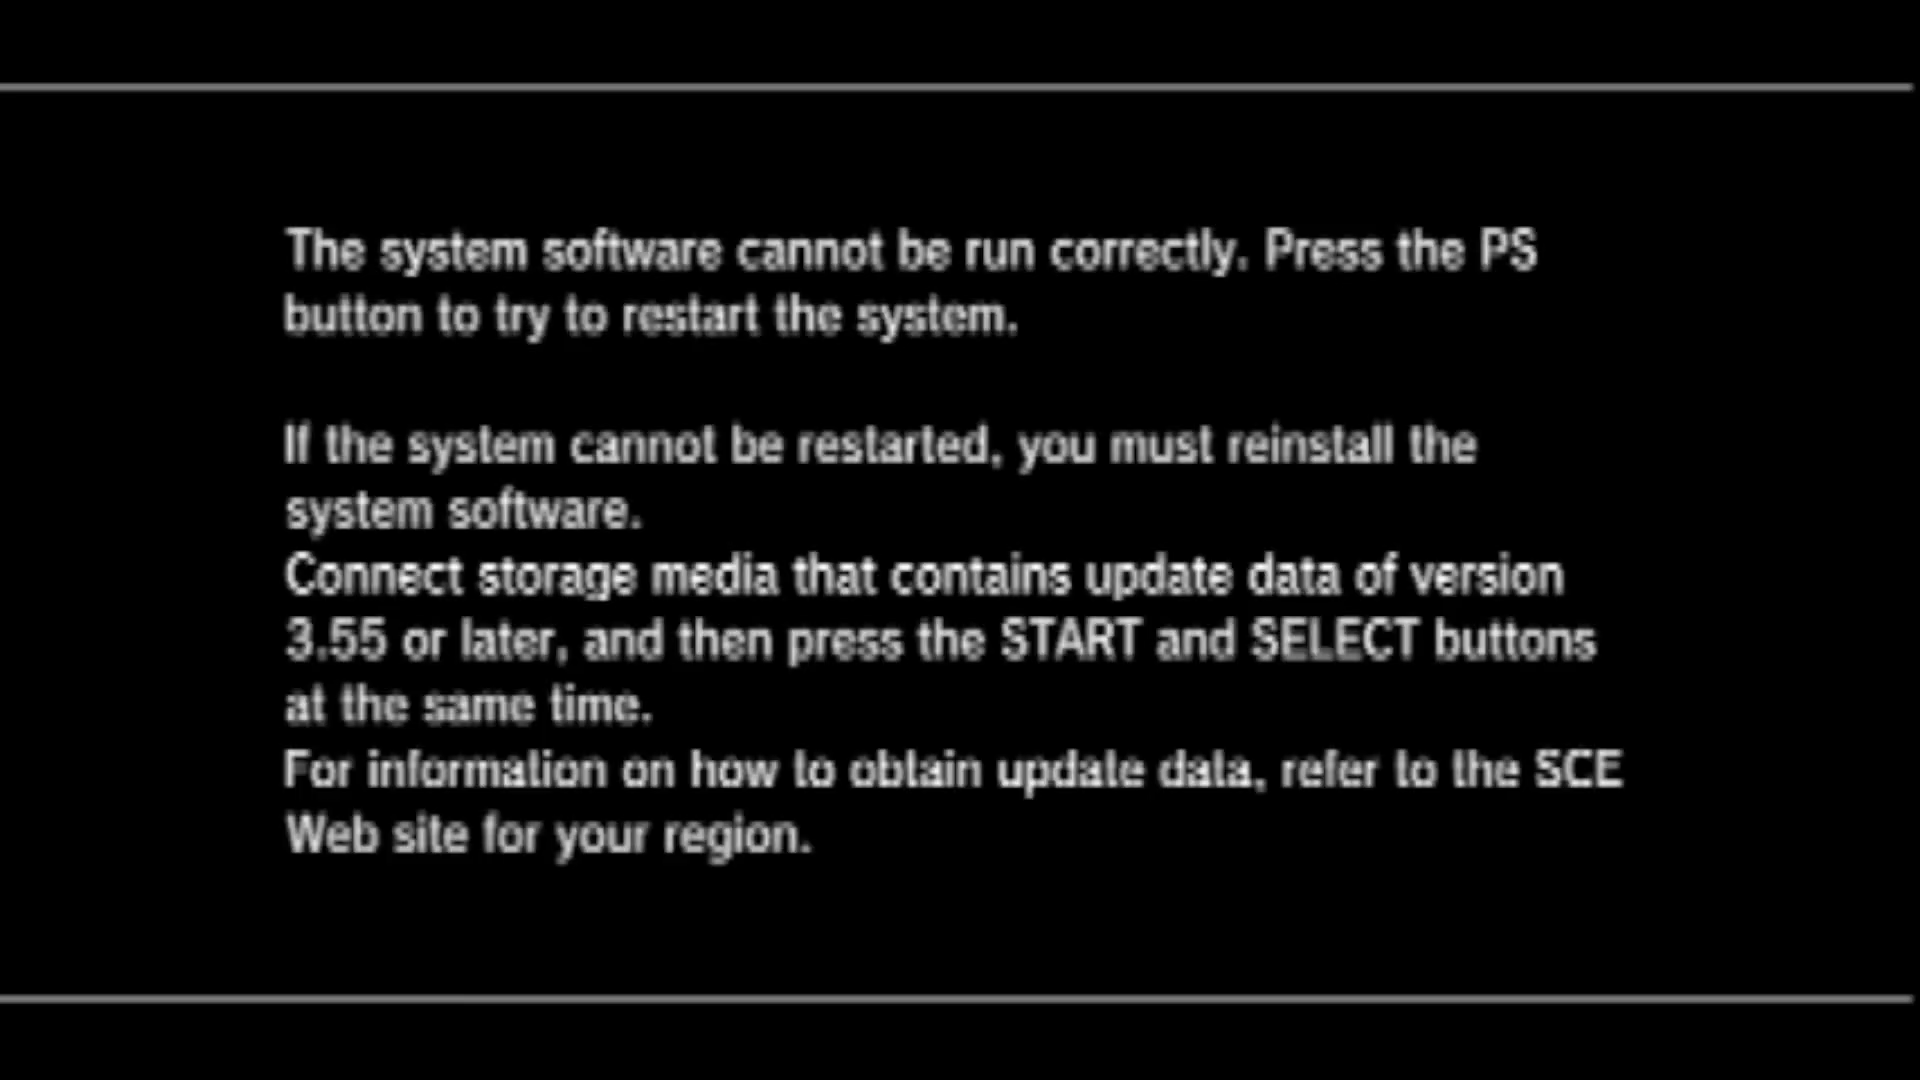 The system software cannot be run correctly. Press the PS
button to try to restart the system.
If the system cannot be restarted, you must reinstall the
system software.
Connect storage media that contains update data of version
3.55 or later, and then press the START and SELECT buttons
at the same time.
For information on how to obtain update data, refer to the SCE
Web site for your region.